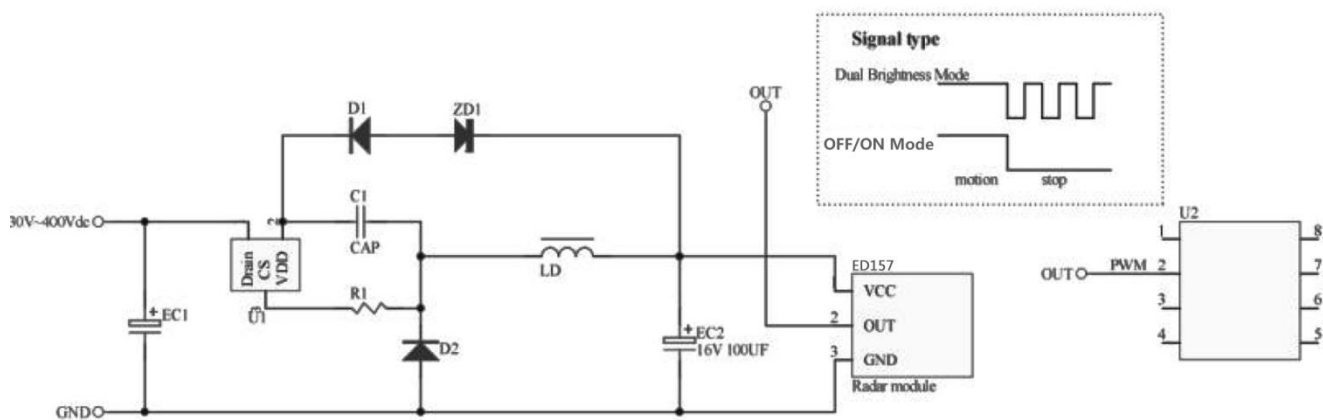 Signal type
Dual Brightness Mode
OFF/ON Mode
motion stop
OUT
D1 ZD1
C1
CAP
30V~400Vdc
2
Drain
CS
VDD
U1
R1
LD
EC1
D2
EC2
16V 100UF
ED157
VCC
2 OUT
3 GND
Radar module
GND
U2
1 8
OUT PWM 2 7
3 6
4 5